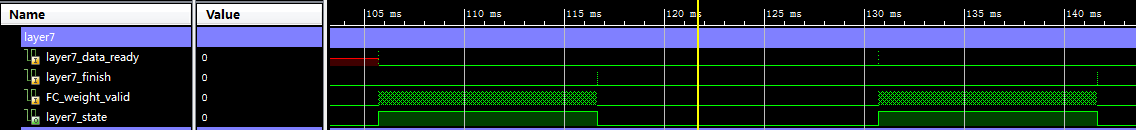 Name Value 105 ms 110 ms 115 ms 120 ms 125 ms 130 ms 135 ms 140 ms
layer7
layer7_data_ready 0
layer7_finish 0
FC_weight_valid 0
layer7_state 0